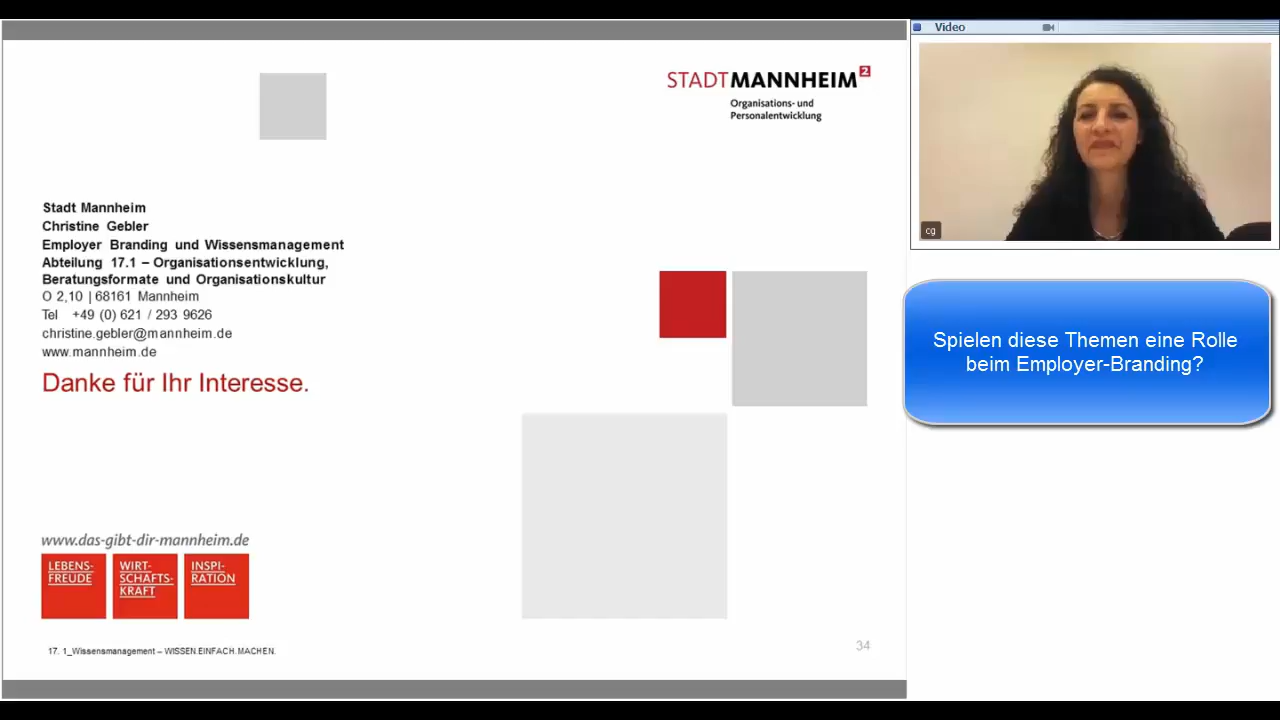 STADTMANNHEIM²
Organisations- und
Personalentwicklung
Stadt Mannheim
Christine Gebler
Employer Branding und Wissensmanagement
Abteilung 17.1 – Organisationsentwicklung,
Beratungsformate und Organisationskultur
O 2,10 | 68161 Mannheim
Tel +49 (0) 621 / 293 9626
christine.gebler@mannheim.de
www.mannheim.de
Danke für Ihr Interesse.
www.das-gibt-dir-mannheim.de
LEBENS-
FREUDE
WIRT-
SCHAFTS-
KRAFT
INSPI-
RATION
17. 1_Wissensmanagement – WISSEN.EINFACH.MACHEN.
34
Video
cg
Spielen diese Themen eine Rolle
beim Employer-Branding?